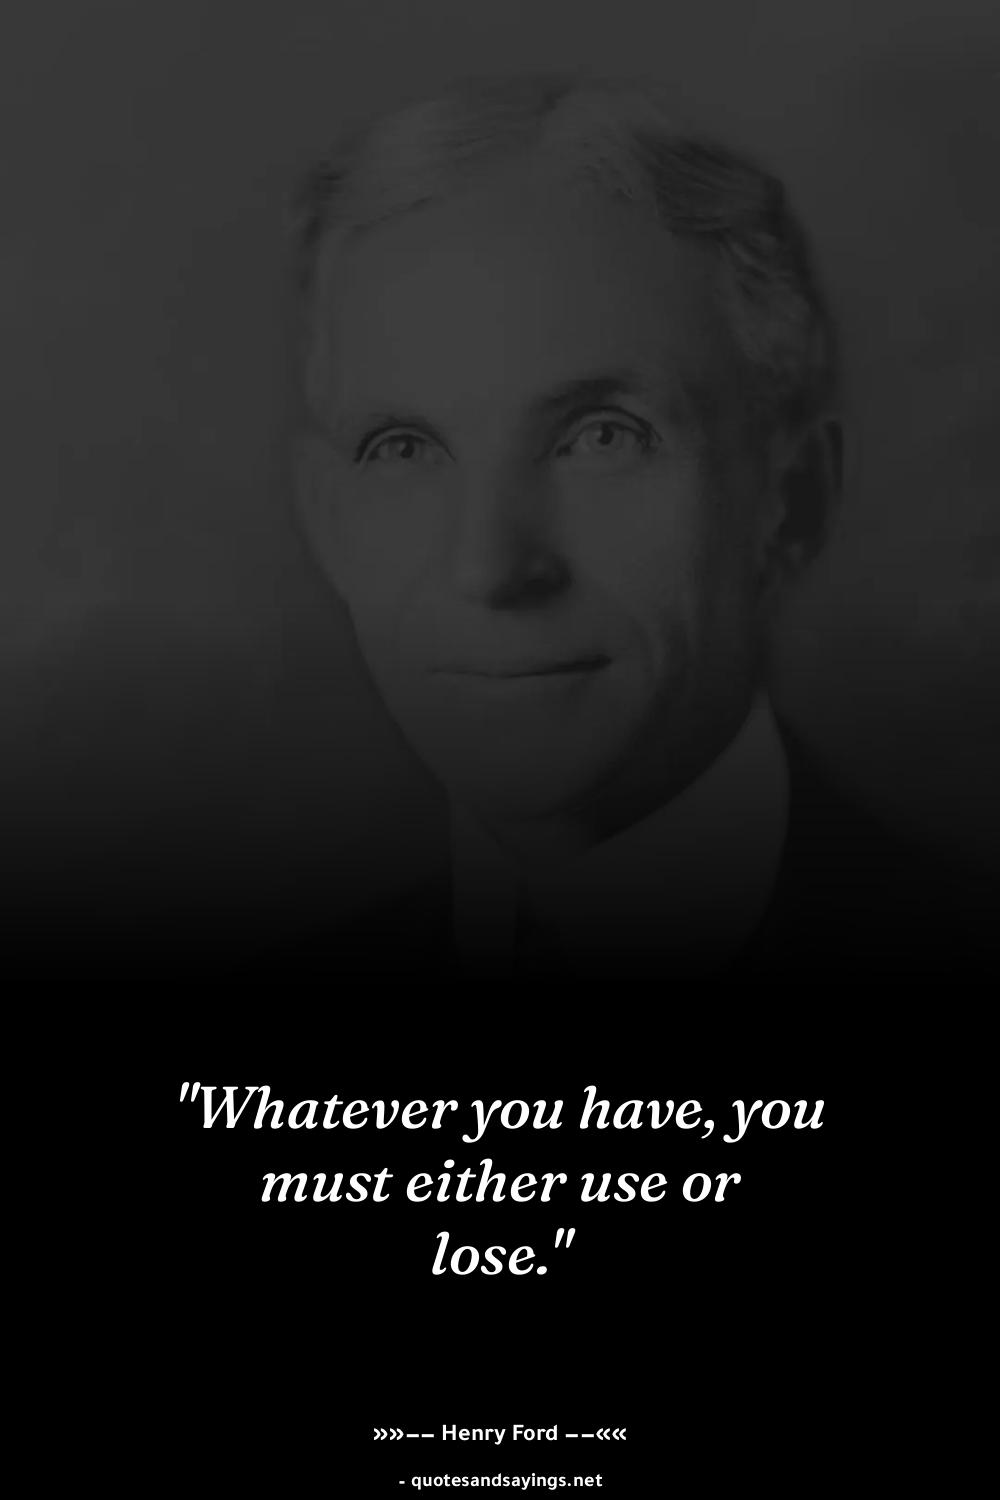 "Whatever you have, you
must either use or
lose."
»»−− Henry Ford −−««
- quotesandsayings.net